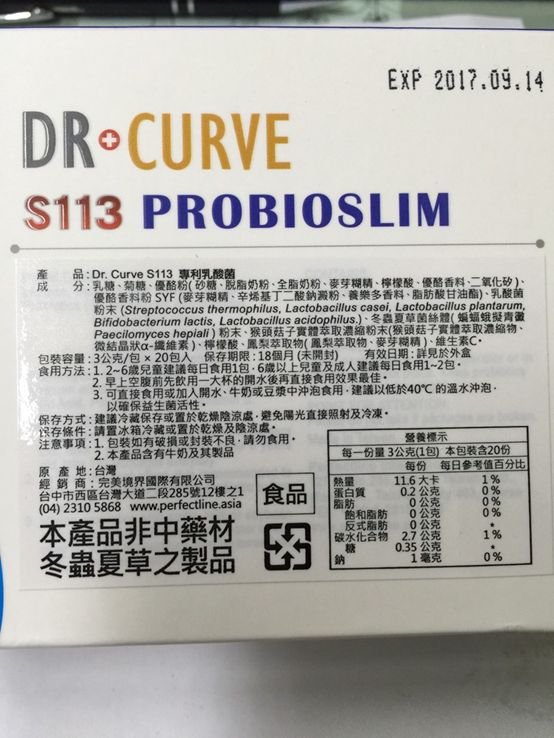 EXP 2017.09.14
DR+CURVE
S113 PROBIOSLIM
產品:Dr. Curve S113 專利乳酸菌
成分:乳糖、菊糖、優酪粉(砂糖、脫脂奶粉、全脂奶粉、麥芽糊精、檸檬酸、優酪香料、二氧化矽)、
優酪香料粉 SYF (麥芽糊精、辛烯基丁二酸鈉澱粉、養樂多香料、脂肪酸甘油酯)、乳酸菌
粉末 (Streptococcus thermophilus, Lactobacillus casei, Lactobacillus plantarum,
Bifidobacterium lactis, Lactobacillus acidophilus.)、冬蟲夏草菌絲體( 蝙蝠蛾擬青黴
Paecilomyces hepiali ) 粉末、猴頭菇子實體萃取濃縮粉末(猴頭菇子實體萃取濃縮物、
微結晶狀α-纖維素)、檸檬酸、鳳梨萃取物( 鳳梨萃取物、麥芽糊精)、維生素C。
包裝容量:3公克/包 × 20包入 保存期限:18個月 (未開封) 有效日期:詳見於外盒
食用方法:1. 2~6歲兒童建議每日食用1包, 6歲以上兒童及成人建議每日食用1~2包。
2. 早上空腹前先飲用一大杯的開水後再直接食用效果最佳。
3. 可直接食用或加入開水、牛奶或豆漿中沖泡食用,建議以低於40℃ 的溫水沖泡,
以確保益生菌活性。
保存方式:建議冷藏保存或置於乾燥陰涼處,避免陽光直接照射及冷凍。
保存條件:請置冰箱冷藏或置於乾燥及陰涼處。
注意事項:1. 包裝如有破損或封裝不良,請勿食用。
2. 本產品含有牛奶及其製品
原產地:台灣
經銷商:完美境界國際有限公司
台中市西區台灣大道二段285號12樓之1
(04) 2310 5868 www.perfectline.asia
食品
本產品非中藥材
冬蟲夏草之製品
營養標示
每一份量 3公克(1包) 本包裝含20份
每份 每日參考值百分比
熱量 11.6 大卡 1%
蛋白質 0.2 公克 0%
脂肪 0 公克 0%
飽和脂肪 0 公克 0%
反式脂肪 0 公克 *
碳水化合物 2.7 公克 1%
糖 0.35 公克 *
鈉 1 毫克 0%